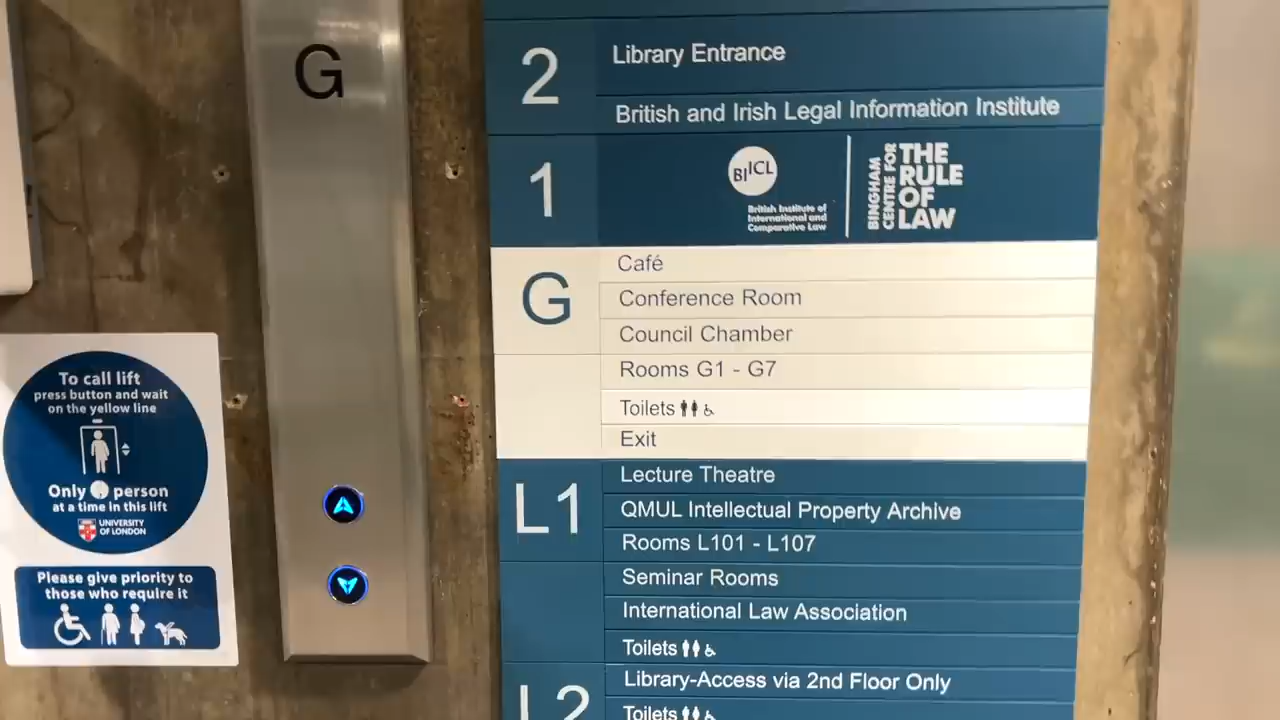 G
2
Library Entrance
British and Irish Legal Information Institute
1
BIICL
British Institute of
International and
Comparative Law
BINGHAM
CENTRE FOR
THE
RULE
OF
LAW
G
Café
Conference Room
Council Chamber
Rooms G1 - G7
Toilets
Exit
L1
Lecture Theatre
QMUL Intellectual Property Archive
Rooms L101 - L107
Seminar Rooms
International Law Association
Toilets
L2
Library-Access via 2nd Floor Only
Toilets
To call lift
press button and wait
on the yellow line
Only person
at a time in this lift
UNIVERSITY
OF LONDON
Please give priority to
those who require it